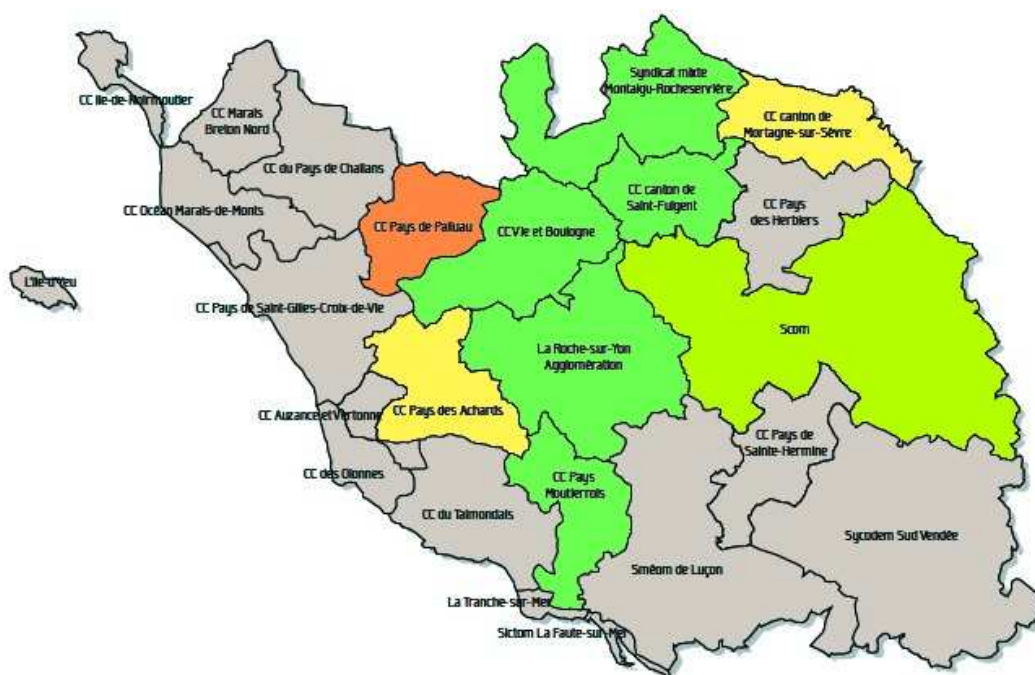 Syndicat mixte
Montaigu-Rocheservière
CC Ile-de-Noirmoutier
CC Marais
Breton Nord
CC canton de
Mortagne-sur-Sèvre
CC du Pays de Challans
CC canton de
Saint-Fulgent
CC Pays
des Herbiers
CC Océan Marais-de-Monts
CC Pays de Palluau
CC Vie et Boulogne
L'Ile-d'Yeu
CC Pays de Saint-Gilles-Croix-de-Vie
Scom
La Roche-sur-Yon
Agglomération
CC Auzance et Vertonne
CC Pays des Achards
CC Pays de
Sainte-Hermine
CC des Olonnes
CC Pays
Moutierrois
CC du Talmondais
Sycodem Sud Vendée
Sméom de Luçon
La Tranche-sur-Mer
Sictom La Faute-sur-Mer